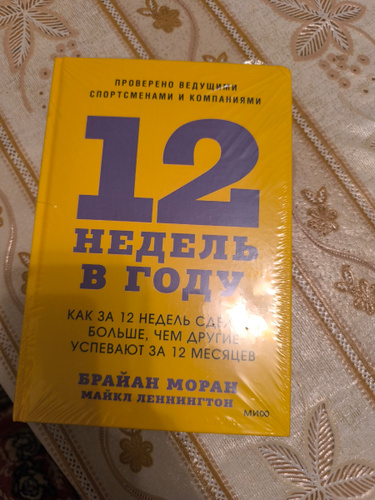 ПРОВЕРЕНО ВЕДУЩИМИ
СПОРТСМЕНАМИ И КОМПАНИЯМИ
12
НЕДЕЛЬ
В ГОДУ
КАК ЗА 12 НЕДЕЛЬ
БОЛЬШЕ, ЧЕМ ДРУГИЕ
УСПЕВАЮТ ЗА 12 МЕСЯЦЕВ
БРАЙАН МОРАН
МАЙКЛ ЛЕННИНГТОН
МИФ